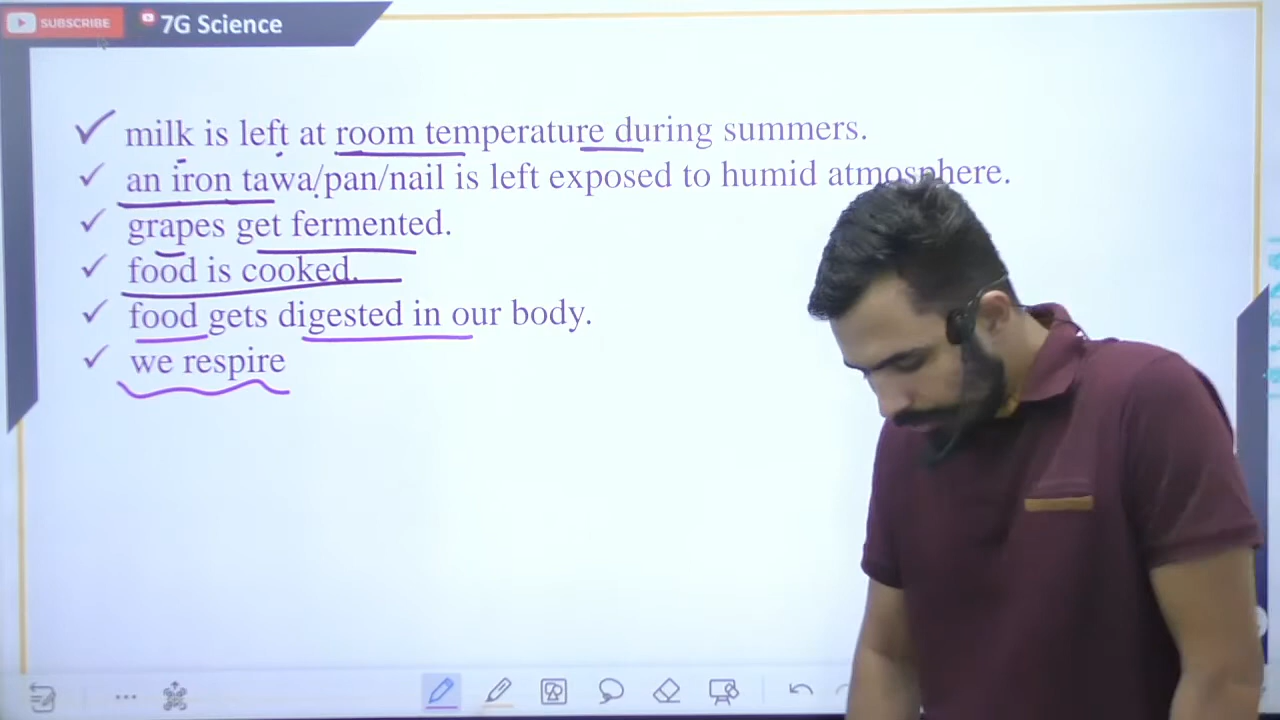 SUBSCRIBE
7G Science
milk is left at room temperature during summers.
an iron tawa/pan/nail is left exposed to humid atmosphere.
grapes get fermented.
food is cooked.
food gets digested in our body.
we respire